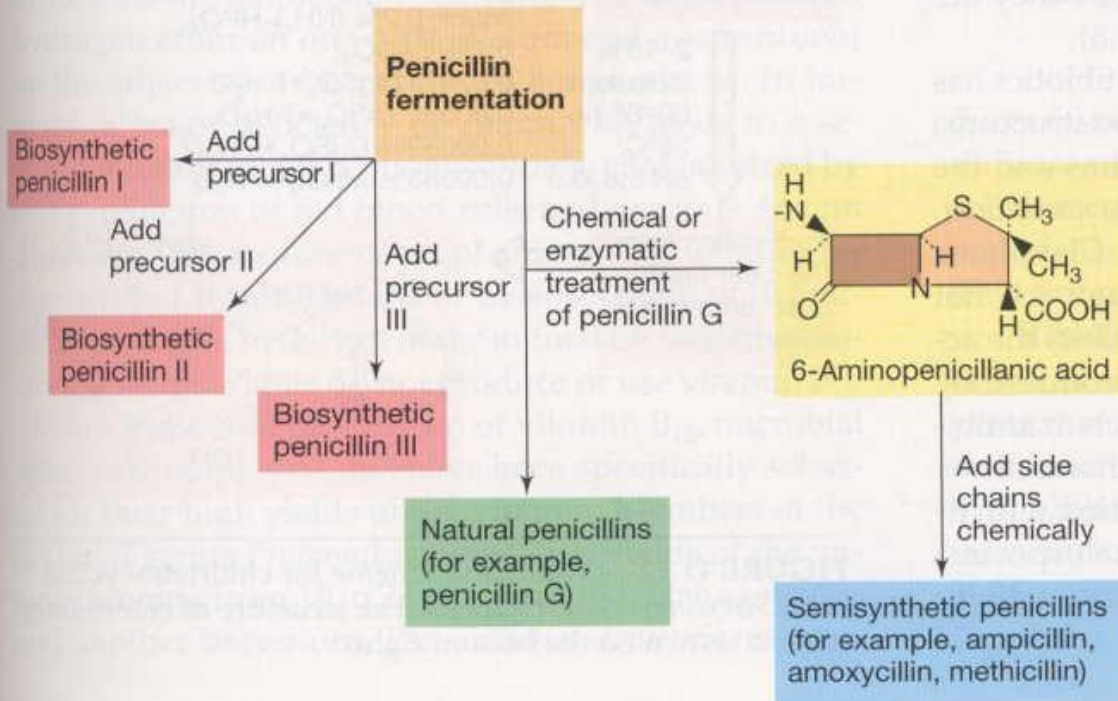 Penicillin
fermentation
Biosynthetic
penicillin I
Add
precursor I
Add
precursor II
Biosynthetic
penicillin II
Add
precursor
III
Biosynthetic
penicillin III
Chemical or
enzymatic
treatment
of penicillin G
H
-N
H
O
S
H
N
CH₃
CH₃
H
COOH
6-Aminopenicillanic acid
Natural penicillins
(for example,
penicillin G)
Add side
chains
chemically
Semisynthetic penicillins
(for example, ampicillin,
amoxycillin, methicillin)